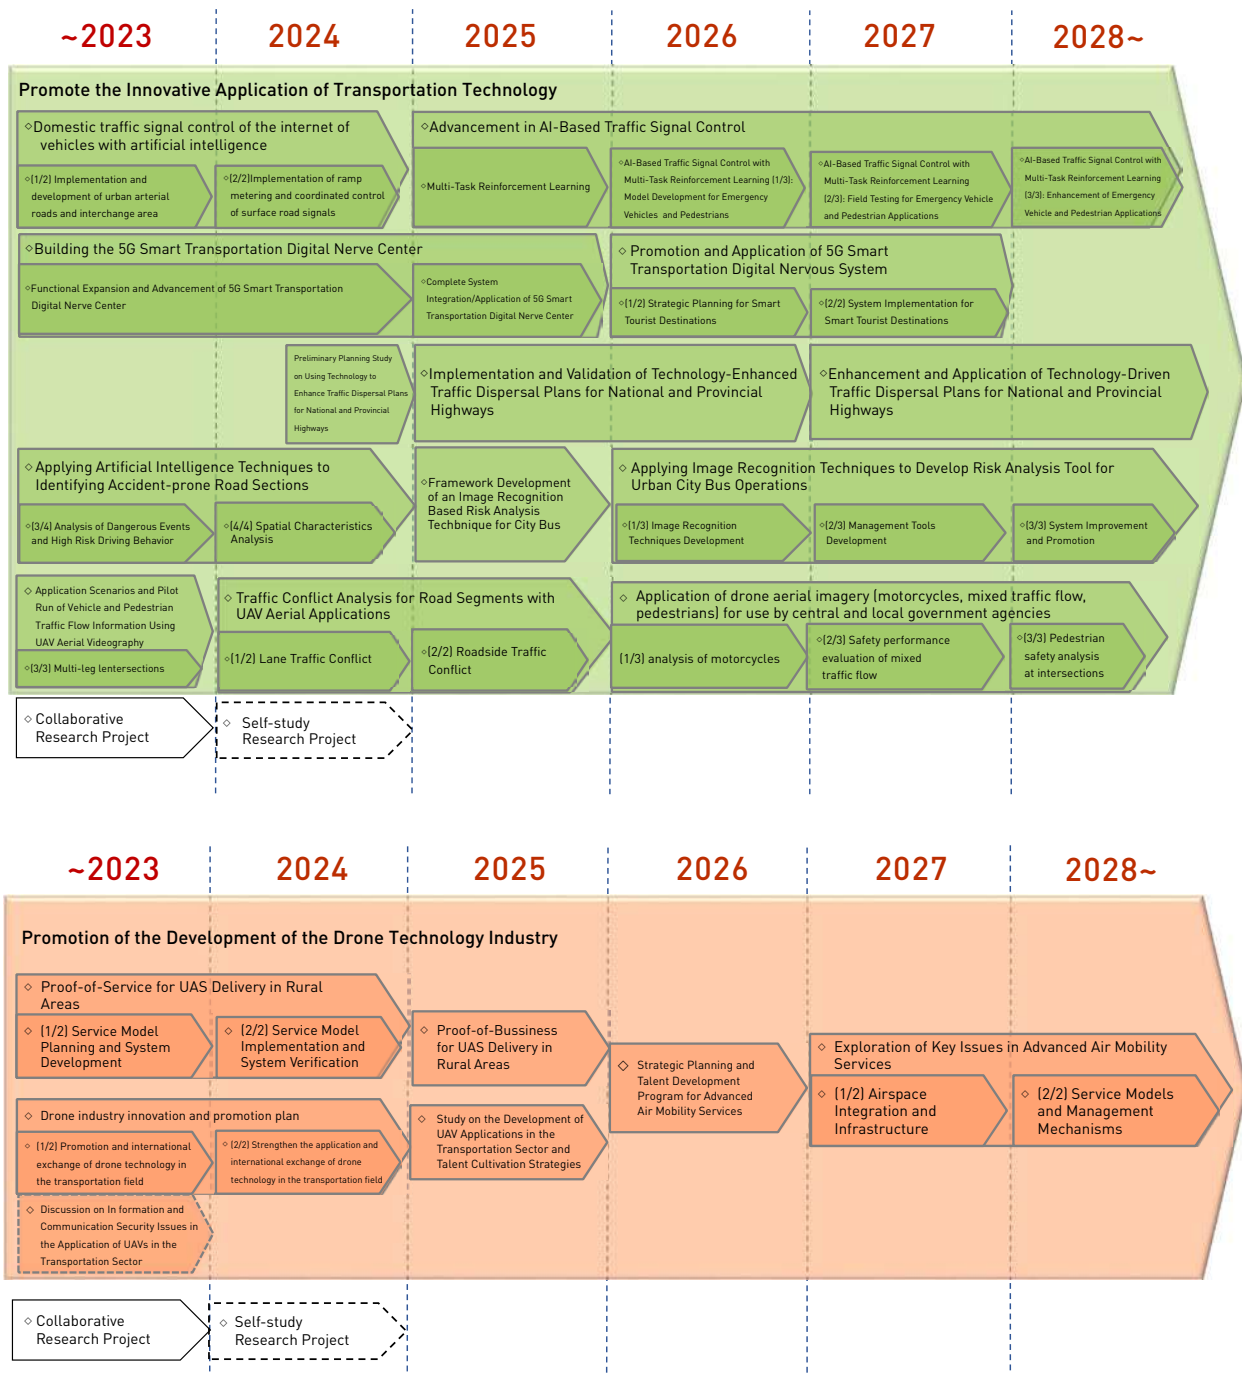 ~2023
2024
2025
2026
2027
2028~
Promote the Innovative Application of Transportation Technology
◇Domestic traffic signal control of the internet of
vehicles with artificial intelligence
◇(1/2) Implementation and
development of urban arterial
roads and interchange area
◇(2/2)Implementation of ramp
metering and coordinated control
of surface road signals
◇Advancement in AI-Based Traffic Signal Control
◇Multi-Task Reinforcement Learning
◇AI-Based Traffic Signal Control with
Multi-Task Reinforcement Learning (1/3):
Model Development for Emergency
Vehicles and Pedestrians
◇AI-Based Traffic Signal Control with
Multi-Task Reinforcement Learning
(2/3): Field Testing for Emergency Vehicle
and Pedestrian Applications
◇AI-Based Traffic Signal Control with
Multi-Task Reinforcement Learning
(3/3): Enhancement of Emergency
Vehicle and Pedestrian Applications
◇Building the 5G Smart Transportation Digital Nerve Center
◇Functional Expansion and Advancement of 5G Smart Transportation
Digital Nerve Center
◇Complete System
Integration/Application of 5G Smart
Transportation Digital Nerve Center
◇Promotion and Application of 5G Smart
Transportation Digital Nervous System
◇(1/2) Strategic Planning for Smart
Tourist Destinations
◇(2/2) System Implementation for
Smart Tourist Destinations
Preliminary Planning Study
on Using Technology to
Enhance Traffic Dispersal Plans
for National and Provincial
Highways
◇Implementation and Validation of Technology-Enhanced
Traffic Dispersal Plans for National and Provincial
Highways
◇Enhancement and Application of Technology-Driven
Traffic Dispersal Plans for National and Provincial
Highways
◇Applying Artificial Intelligence Techniques to
Identifying Accident-prone Road Sections
◇(3/4) Analysis of Dangerous Events
and High Risk Driving Behavior
◇(4/4) Spatial Characteristics
Analysis
◇Framework Development
of an Image Recognition
Based Risk Analysis
Techbnique for City Bus
◇Applying Image Recognition Techniques to Develop Risk Analysis Tool for
Urban City Bus Operations
◇(1/3) Image Recognition
Techniques Development
◇(2/3) Management Tools
Development
◇(3/3) System Improvement
and Promotion
◇ Application Scenarios and Pilot
Run of Vehicle and Pedestrian
Traffic Flow Information Using
UAV Aerial Videography
◇(3/3) Multi-leg lentersections
◇Traffic Conflict Analysis for Road Segments with
UAV Aerial Applications
◇(1/2) Lane Traffic Conflict
◇(2/2) Roadside Traffic
Conflict
◇ Application of drone aerial imagery (motorcycles, mixed traffic flow,
pedestrians) for use by central and local government agencies
(1/3) analysis of motorcycles
◇(2/3) Safety performance
evaluation of mixed
traffic flow
◇(3/3) Pedestrian
safety analysis
at intersections
◇Collaborative
Research Project
◇ Self-study
Research Project
~2023
2024
2025
2026
2027
2028~
Promotion of the Development of the Drone Technology Industry
◇ Proof-of-Service for UAS Delivery in Rural
Areas
◇ (1/2) Service Model
Planning and System
Development
◇ (2/2) Service Model
Implementation and
System Verification
◇ Proof-of-Bussiness
for UAS Delivery in
Rural Areas
◇ Strategic Planning and
Talent Development
Program for Advanced
Air Mobility Services
◇ Exploration of Key Issues in Advanced Air Mobility
Services
◇ (1/2) Airspace
Integration and
Infrastructure
◇ (2/2) Service Models
and Management
Mechanisms
◇ Drone industry innovation and promotion plan
◇ (1/2) Promotion and international
exchange of drone technology in
the transportation field
◇ (2/2) Strengthen the application and
international exchange of drone
technology in the transportation field
◇ Study on the Development of
UAV Applications in the
Transportation Sector and
Talent Cultivation Strategies
◇ Discussion on In formation and
Communication Security Issues in
the Application of UAVs in the
Transportation Sector
◇Collaborative
Research Project
◇ Self-study
Research Project